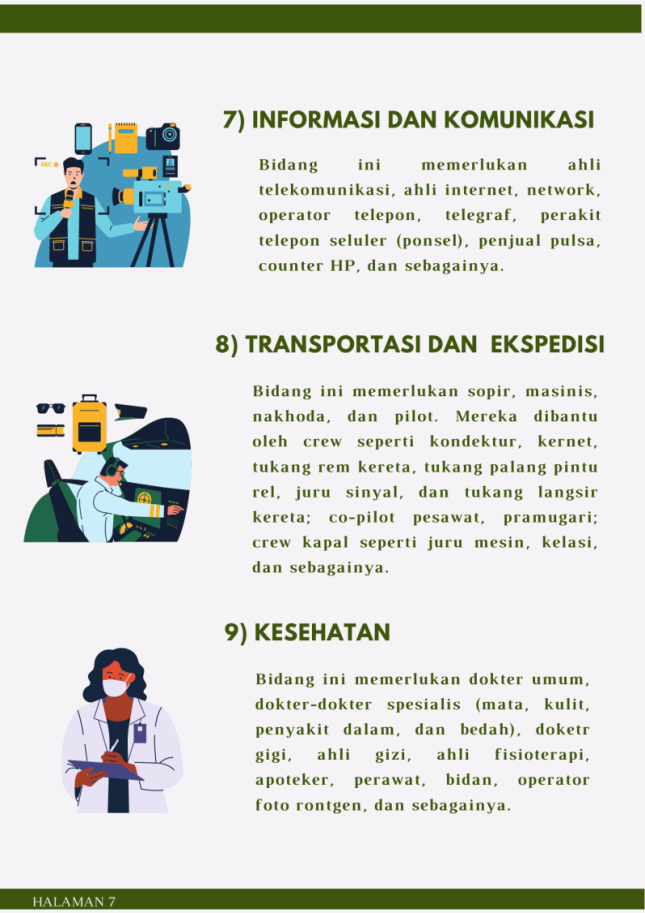 7) INFORMASI DAN KOMUNIKASI
REC
Bidang ini memerlukan ahli
telekomunikasi, ahli internet, network,
operator telepon, telegraf, perakit
telepon seluler (ponsel), penjual pulsa,
counter HP, dan sebagainya.
8) TRANSPORTASI DAN EKSPEDISI
Bidang ini memerlukan sopir, masinis,
nakhoda, dan pilot. Mereka dibantu
oleh crew seperti kondektur, kernet,
tukang rem kereta, tukang palang pintu
rel, juru sinyal, dan tukang langsir
kereta; co-pilot pesawat, pramugari;
crew kapal seperti juru mesin, kelasi,
dan sebagainya.
9) KESEHATAN
Bidang ini memerlukan dokter umum,
dokter-dokter spesialis (mata, kulit,
penyakit dalam, dan bedah), doketr
gigi, ahli gizi, ahli fisioterapi,
apoteker, perawat, bidan, operator
foto rontgen, dan sebagainya.
HALAMAN 7